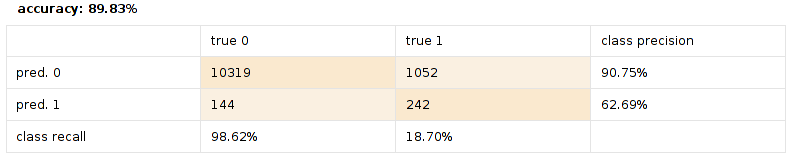 accuracy: 89.83%
true 0 true 1 class precision
pred. 0 10319 1052 90.75%
pred. 1 144 242 62.69%
class recall 98.62% 18.70%